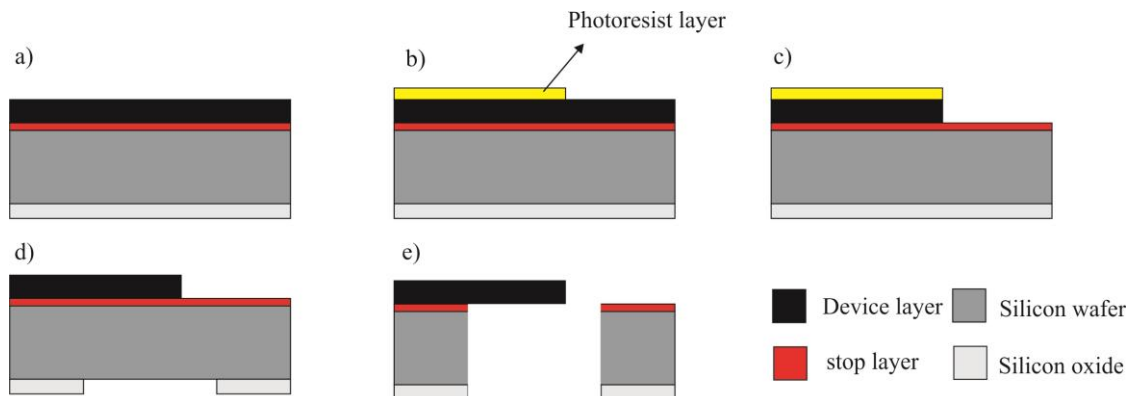 Photoresist layer
a)
b)
c)
d)
e)
Device layer
Silicon wafer
stop layer
Silicon oxide